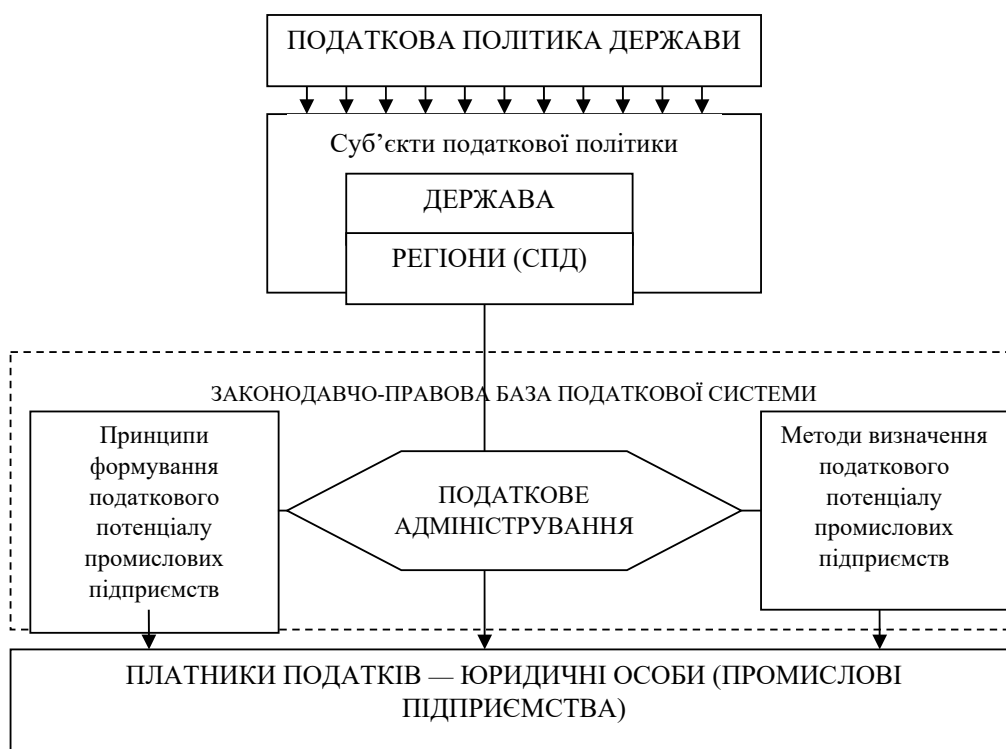 ПОДАТКОВА ПОЛІТИКА ДЕРЖАВИ
Суб’єкти податкової політики
ДЕРЖАВА
РЕГІОНИ (СПД)
ЗАКОНОДАВЧО-ПРАВОВА БАЗА ПОДАТКОВОЇ СИСТЕМИ
Принципи
формування
податкового
потенціалу
промислових
підприємств
ПОДАТКОВЕ
АДМІНІСТРУВАННЯ
Методи визначення
податкового
потенціалу
промислових
підприємств
ПЛАТНИКИ ПОДАТКІВ — ЮРИДИЧНІ ОСОБИ (ПРОМИСЛОВІ
ПІДПРИЄМСТВА)